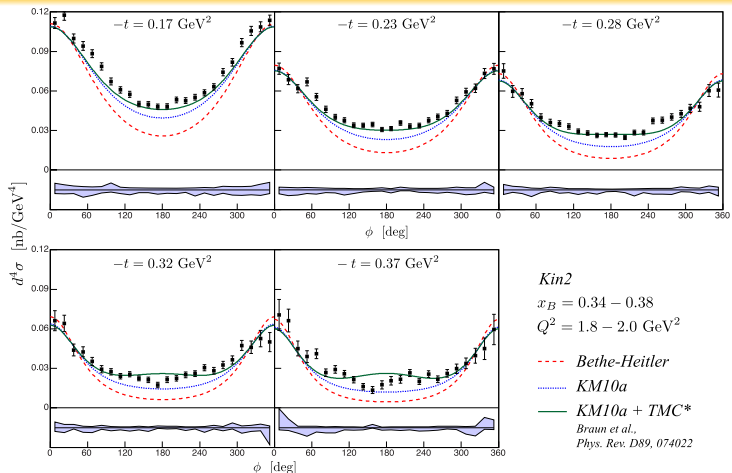 −t = 0.17 GeV²
−t = 0.23 GeV²
−t = 0.28 GeV²
0.12
0.09
0.06
0.03
0
0 60 120 180 240 300
0 60 120 180 240 300
0 60 120 180 240 300 360
ϕ [deg]
d⁴σ [nb/GeV⁴]
−t = 0.32 GeV²
− t = 0.37 GeV²
0.12
0.09
0.06
0.03
0
0 60 120 180 240 300
0 60 120 180 240 300 360
ϕ [deg]
Kin2
x_B = 0.34 − 0.38
Q² = 1.8 − 2.0 GeV²
Bethe-Heitler
KM10a
KM10a + TMC*
Braun et al.,
Phys. Rev. D89, 074022